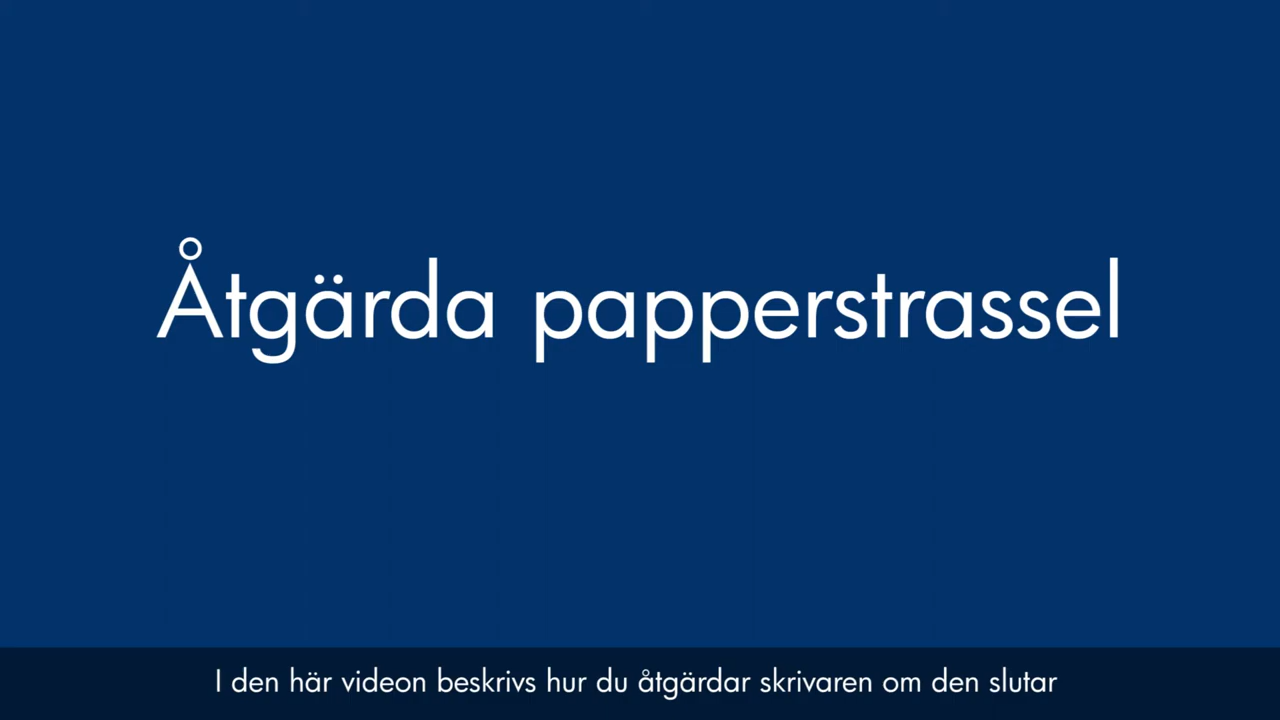 Åtgärda papperstrassel
I den här videon beskrivs hur du åtgärdar skrivaren om den slutar